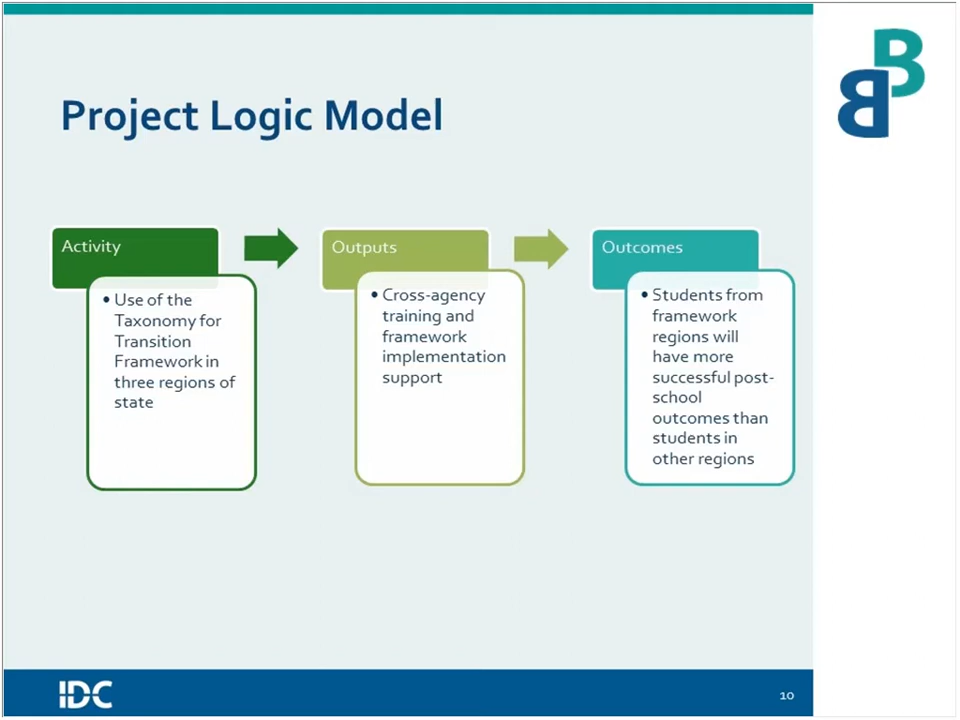 B
B
Project Logic Model
Activity
• Use of the
Taxonomy for
Transition
Framework in
three regions of
state
Outputs
• Cross-agency
training and
framework
implementation
support
Outcomes
• Students from
framework
regions will
have more
successful post-
school
outcomes than
students in
other regions
IDC
10